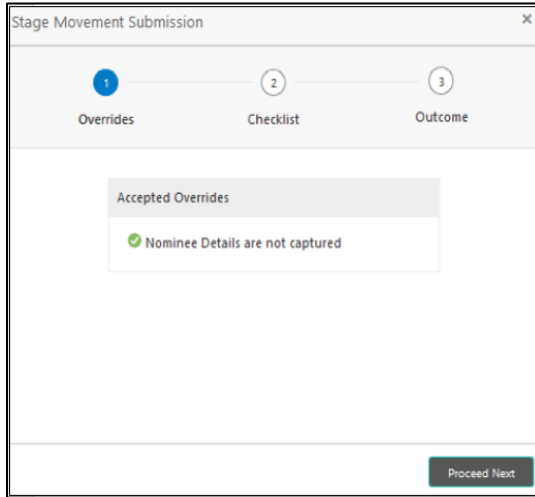 Stage Movement Submission
×
1
2
3
Overrides
Checklist
Outcome
Accepted Overrides
Nominee Details are not captured
Proceed Next